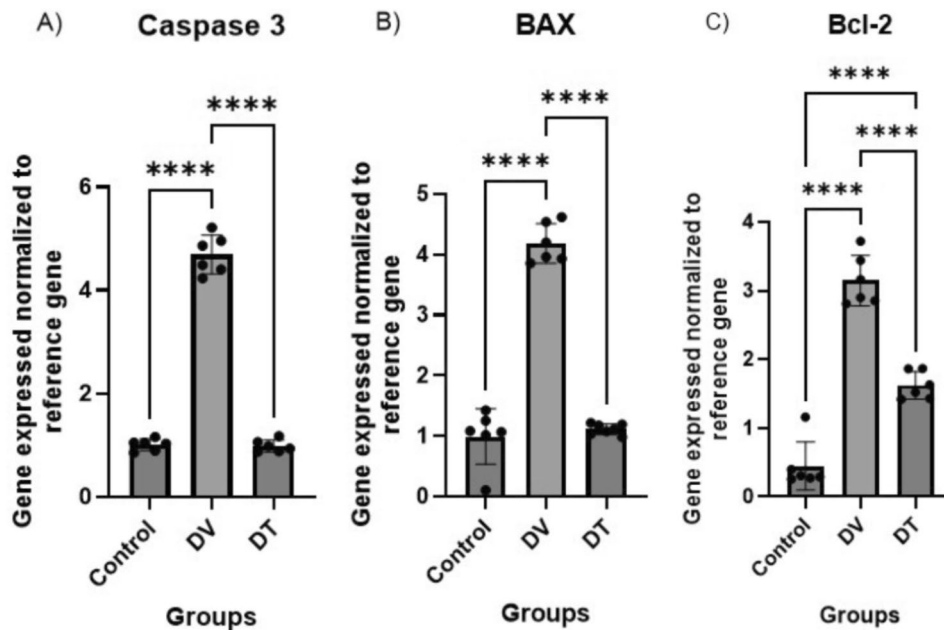 A) Caspase 3
****
****
Gene expressed normalized to
reference gene
6
4
2
0
Control
DV
DT
Groups
B) BAX
****
****
Gene expressed normalized to
reference gene
5
4
3
2
1
0
Control
DV
DT
Groups
C) Bcl-2
****
****
****
Gene expressed normalized to
reference gene
4
3
2
1
0
Control
DV
DT
Groups